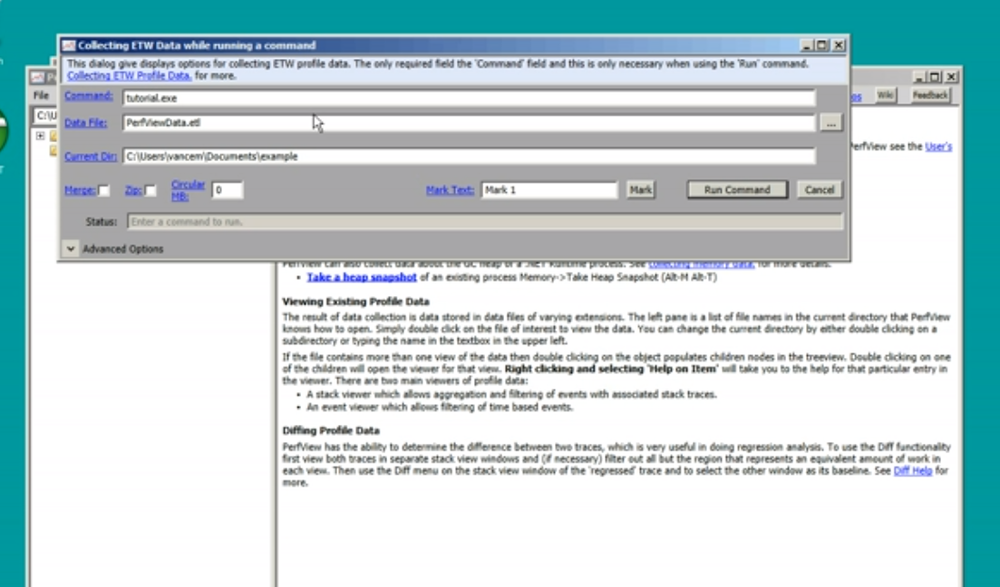 Collecting ETW Data while running a command
This dialog give displays options for collecting ETW profile data. The only required field the 'Command' field and this is only necessary when using the 'Run' command.
Collecting ETW Profile Data. for more.
File
Wiki
Feedback
Command: tutorial.exe
C:\U
Data File: PerfViewData.etl
...
PerfView see the User's
Current Dir: C:\Users\vancem\Documents\example
Merge: Zip: Circular MB: 0 Mark Text: Mark 1 Mark Run Command Cancel
Status: Enter a command to run.
Advanced Options
PerfView can also collect data about the GC heap of a .NET Runtime process. See collecting memory data. for more details.
• Take a heap snapshot of an existing process Memory->Take Heap Snapshot (Alt-M Alt-T)
Viewing Existing Profile Data
The result of data collection is data stored in data files of varying extensions. The left pane is a list of file names in the current directory that PerfView
knows how to open. Simply double click on the file of interest to view the data. You can change the current directory by either double clicking on a
subdirectory or typing the name in the textbox in the upper left.
If the file contains more than one view of the data then double clicking on the object populates children nodes in the treeview. Double clicking on one
of the children will open the viewer for that view. Right clicking and selecting 'Help on Item' will take you to the help for that particular entry in
the viewer. There are two main viewers of profile data:
• A stack viewer which allows aggregation and filtering of events with associated stack traces.
• An event viewer which allows filtering of time based events.
Diffing Profile Data
PerfView has the ability to determine the difference between two traces, which is very useful in doing regression analysis. To use the Diff functionality
first view both traces in separate stack view windows and (if necessary) filter out all but the region that represents an equivalent amount of work in
each view. Then use the Diff menu on the stack view window of the 'regressed' trace and to select the other window as its baseline. See Diff Help for
more.